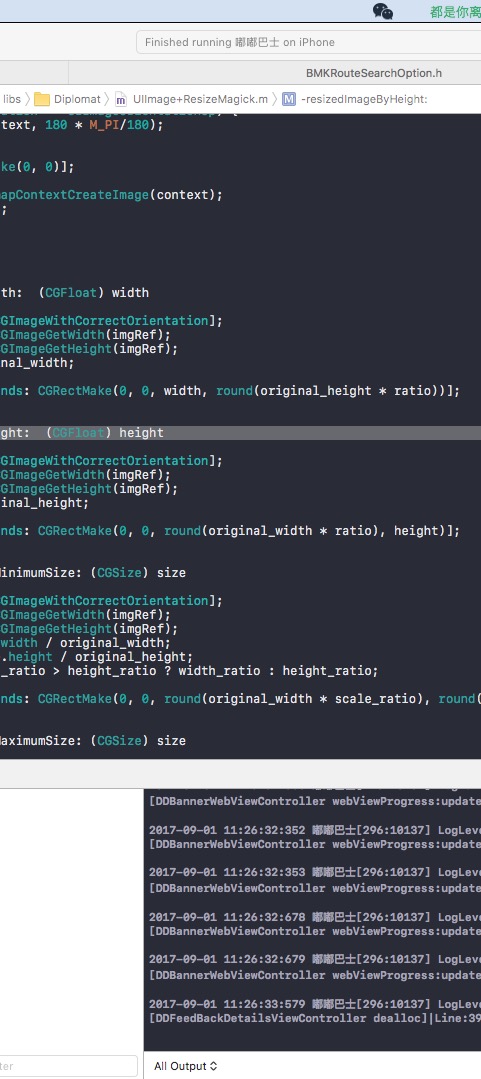 都是你离
Finished running 嘟嘟巴士 on iPhone
BMKRouteSearchOption.h
libs
Diplomat
m
UIImage+ResizeMagick.m
M
-resizedImageByHeight:
text, 180 * M_PI/180);
ke(0, 0)];
apContextCreateImage(context);
;
th: (CGFloat) width
GImageWithCorrectOrientation];
GImageGetWidth(imgRef);
GImageGetHeight(imgRef);
nal_width;
nds: CGRectMake(0, 0, width, round(original_height * ratio))];
ght: (CGFloat) height
GImageWithCorrectOrientation];
GImageGetWidth(imgRef);
GImageGetHeight(imgRef);
inal_height;
nds: CGRectMake(0, 0, round(original_width * ratio), height)];
MinimumSize: (CGSize) size
GImageWithCorrectOrientation];
GImageGetWidth(imgRef);
GImageGetHeight(imgRef);
width / original_width;
.height / original_height;
_ratio > height_ratio ? width_ratio : height_ratio;
nds: CGRectMake(0, 0, round(original_width * scale_ratio), round(
MaximumSize: (CGSize) size
[DDBannerWebViewController webViewProgress:update
2017-09-01 11:26:32:352 嘟嘟巴士[296:10137] LogLeve
[DDBannerWebViewController webViewProgress:update
2017-09-01 11:26:32:353 嘟嘟巴士[296:10137] LogLeve
[DDBannerWebViewController webViewProgress:update
2017-09-01 11:26:32:678 嘟嘟巴士[296:10137] LogLeve
[DDBannerWebViewController webViewProgress:update
2017-09-01 11:26:32:679 嘟嘟巴士[296:10137] LogLeve
[DDBannerWebViewController webViewProgress:update
2017-09-01 11:26:33:579 嘟嘟巴士[296:10137] LogLeve
[DDFeedBackDetailsViewController dealloc]|Line:39
ter
All Output